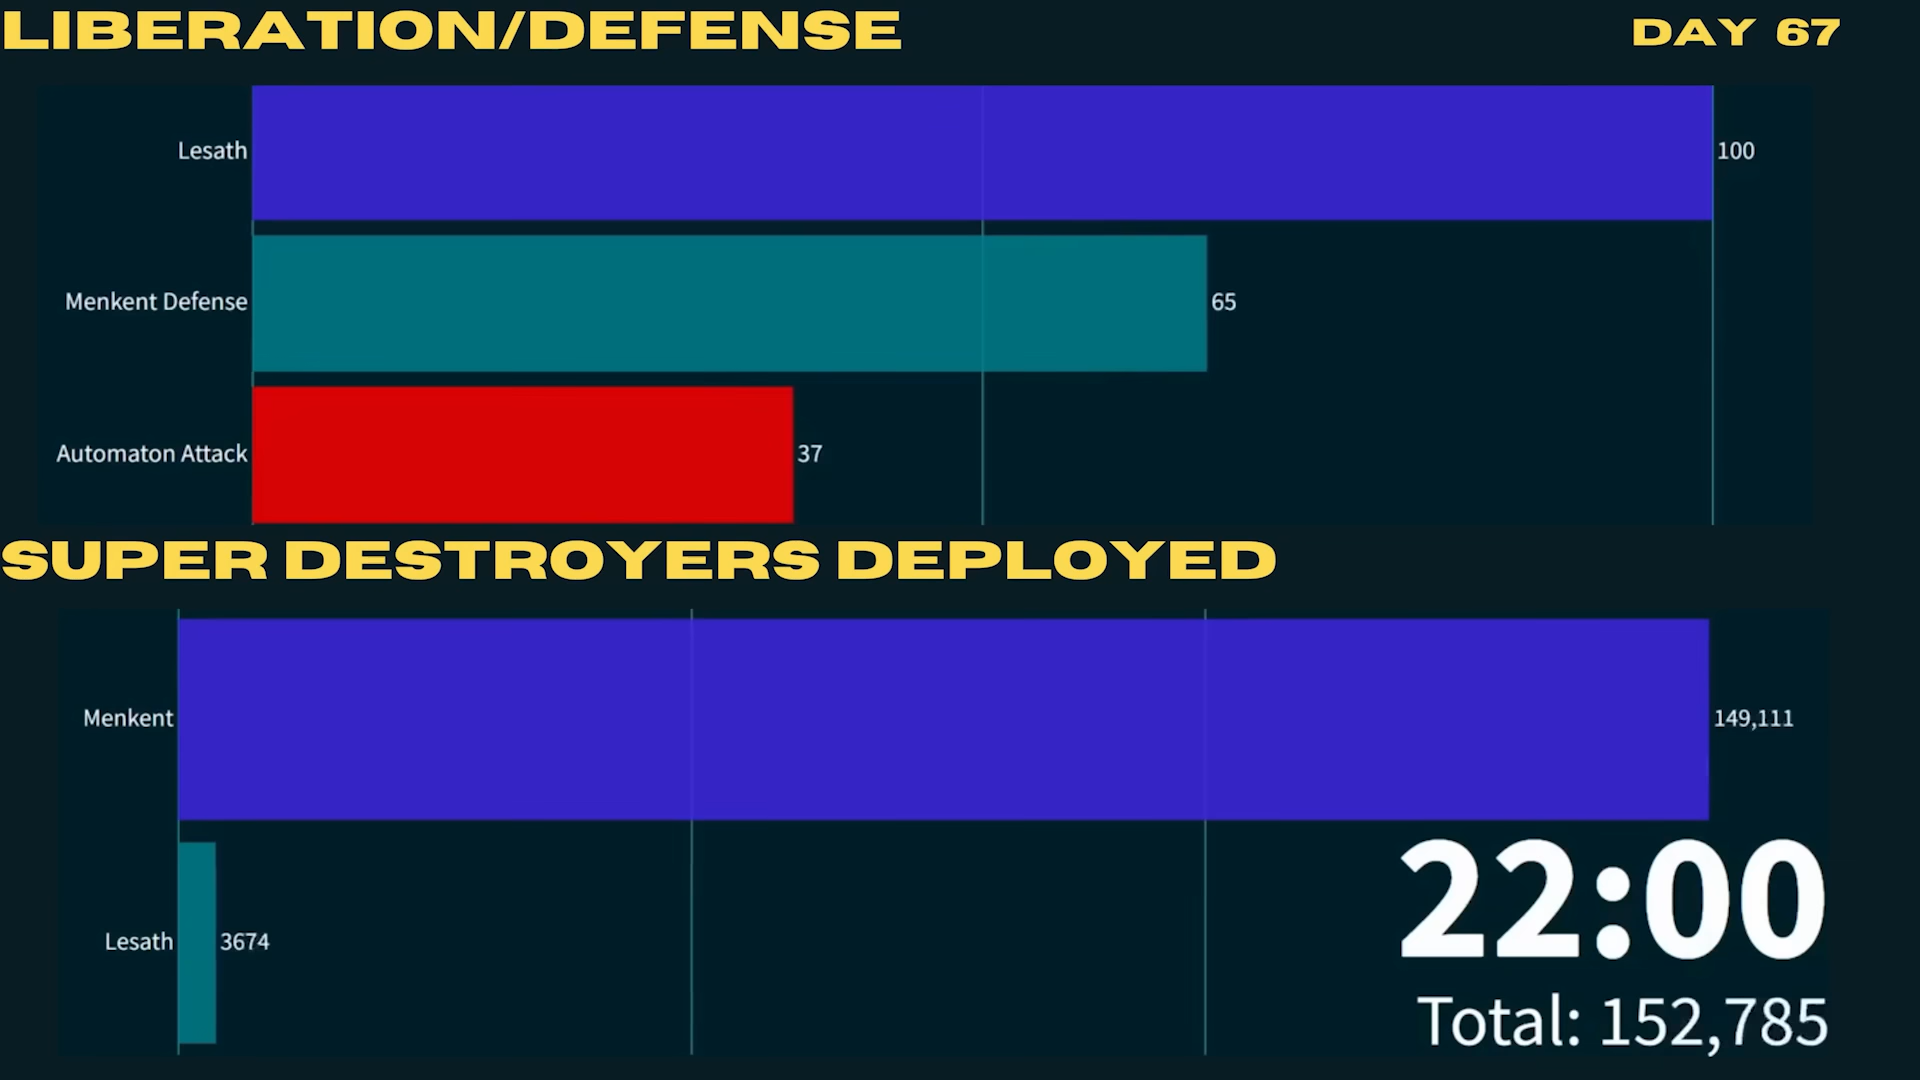 LIBERATION/DEFENSE
DAY 67
Lesath
100
Menkent Defense
65
Automaton Attack
37
SUPER DESTROYERS DEPLOYED
Menkent
149,111
Lesath
3674
22:00
Total: 152,785